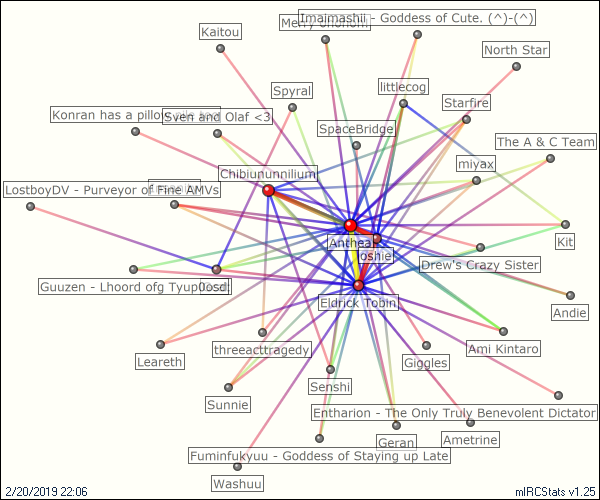 Imaimashii - Goddess of Cute. (^)-(^)
Merry
Kaitou
North Star
littlecog
Spyral
Starfire
Konran has a pillow
Sven and Olaf <3
SpaceBridge
The A & C Team
miyax
Chibiununnilium
LostboyDV - Purveyor of Fine AMVs
Anthea
oshie
Kit
Drew's Crazy Sister
Guuzen - Lhoord ofg Tyupos
Eldrick Tobin
Andie
threeacttragedy
Ami Kintaro
Leareth
Giggles
Senshi
Sunnie
Entharion - The Only Truly Benevolent Dictator
Geran
Ametrine
Fuminfukyuu - Goddess of Staying up Late
Washuu
2/20/2019 22:06
mIRCStats v1.25